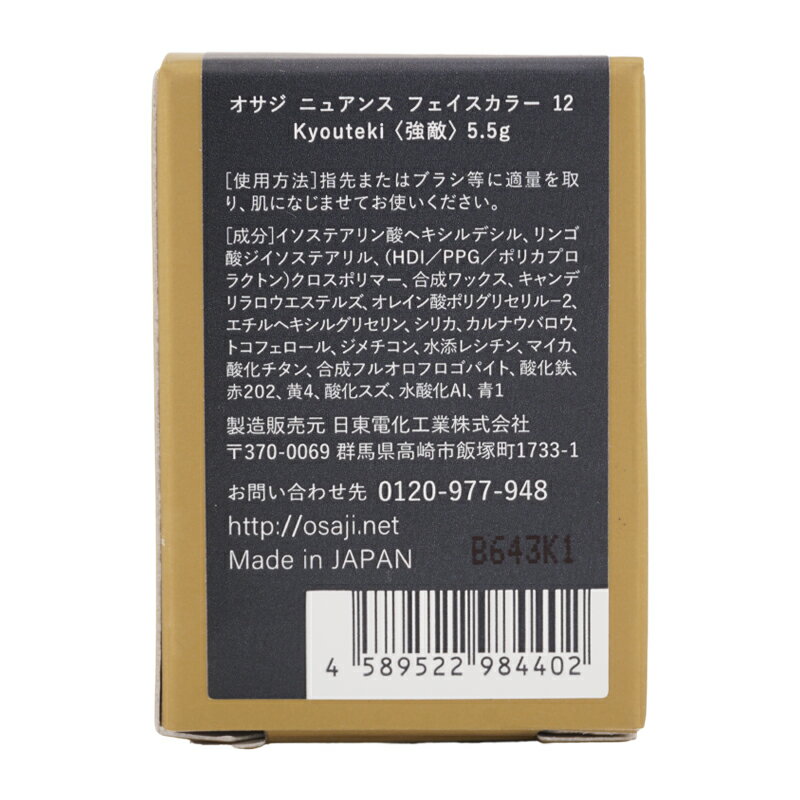 オサジ ニュアンス フェイスカラー 12
Kyouteki〈強敵〉5.5g
[使用方法]指先またはブラシ等に適量を取
り、肌になじませてお使いください。
[成分]イソステアリン酸ヘキシルデシル、リンゴ
酸ジイソステアリル、(HDI/PPG/ポリカプロ
ラクトン)クロスポリマー、合成ワックス、キャンデ
リラロウエステルズ、オレイン酸ポリグリセリル-2、
エチルヘキシルグリセリン、シリカ、カルナウバロウ、
トコフェロール、ジメチコン、水添レシチン、マイカ、
酸化チタン、合成フルオロフロゴパイト、酸化鉄、
赤202、黄4、酸化スズ、水酸化Al、青1
製造販売元 日東電化工業株式会社
〒370-0069 群馬県高崎市飯塚町1733-1
お問い合わせ先 0120-977-948
http://osaji.net
Made in JAPAN
B643K1
4 589522 984402